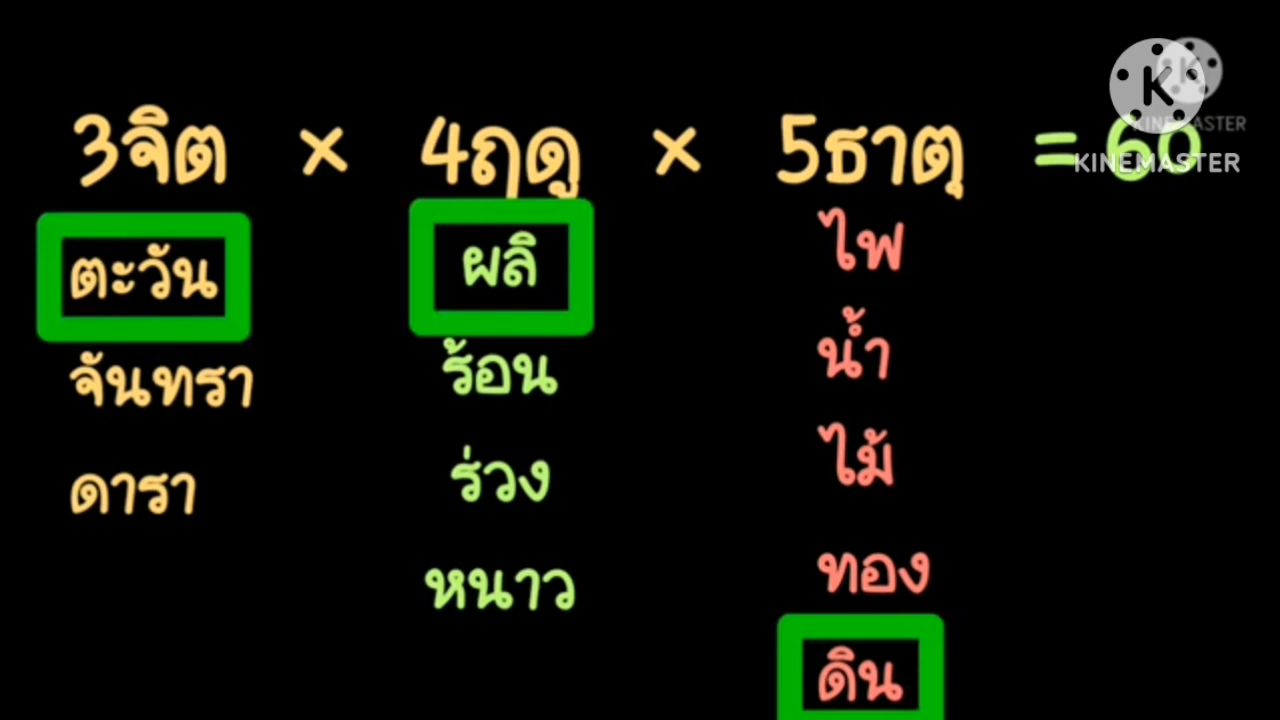 3จิต × 4ฤดู × 5ธาตุ = 60
ตะวัน ผลิ ไฟ
จันทรา ร้อน น้ำ
ดารา ร่วง ไม้
หนาว ทอง
ดิน
K
KINEMASTER
K
KINEMASTER